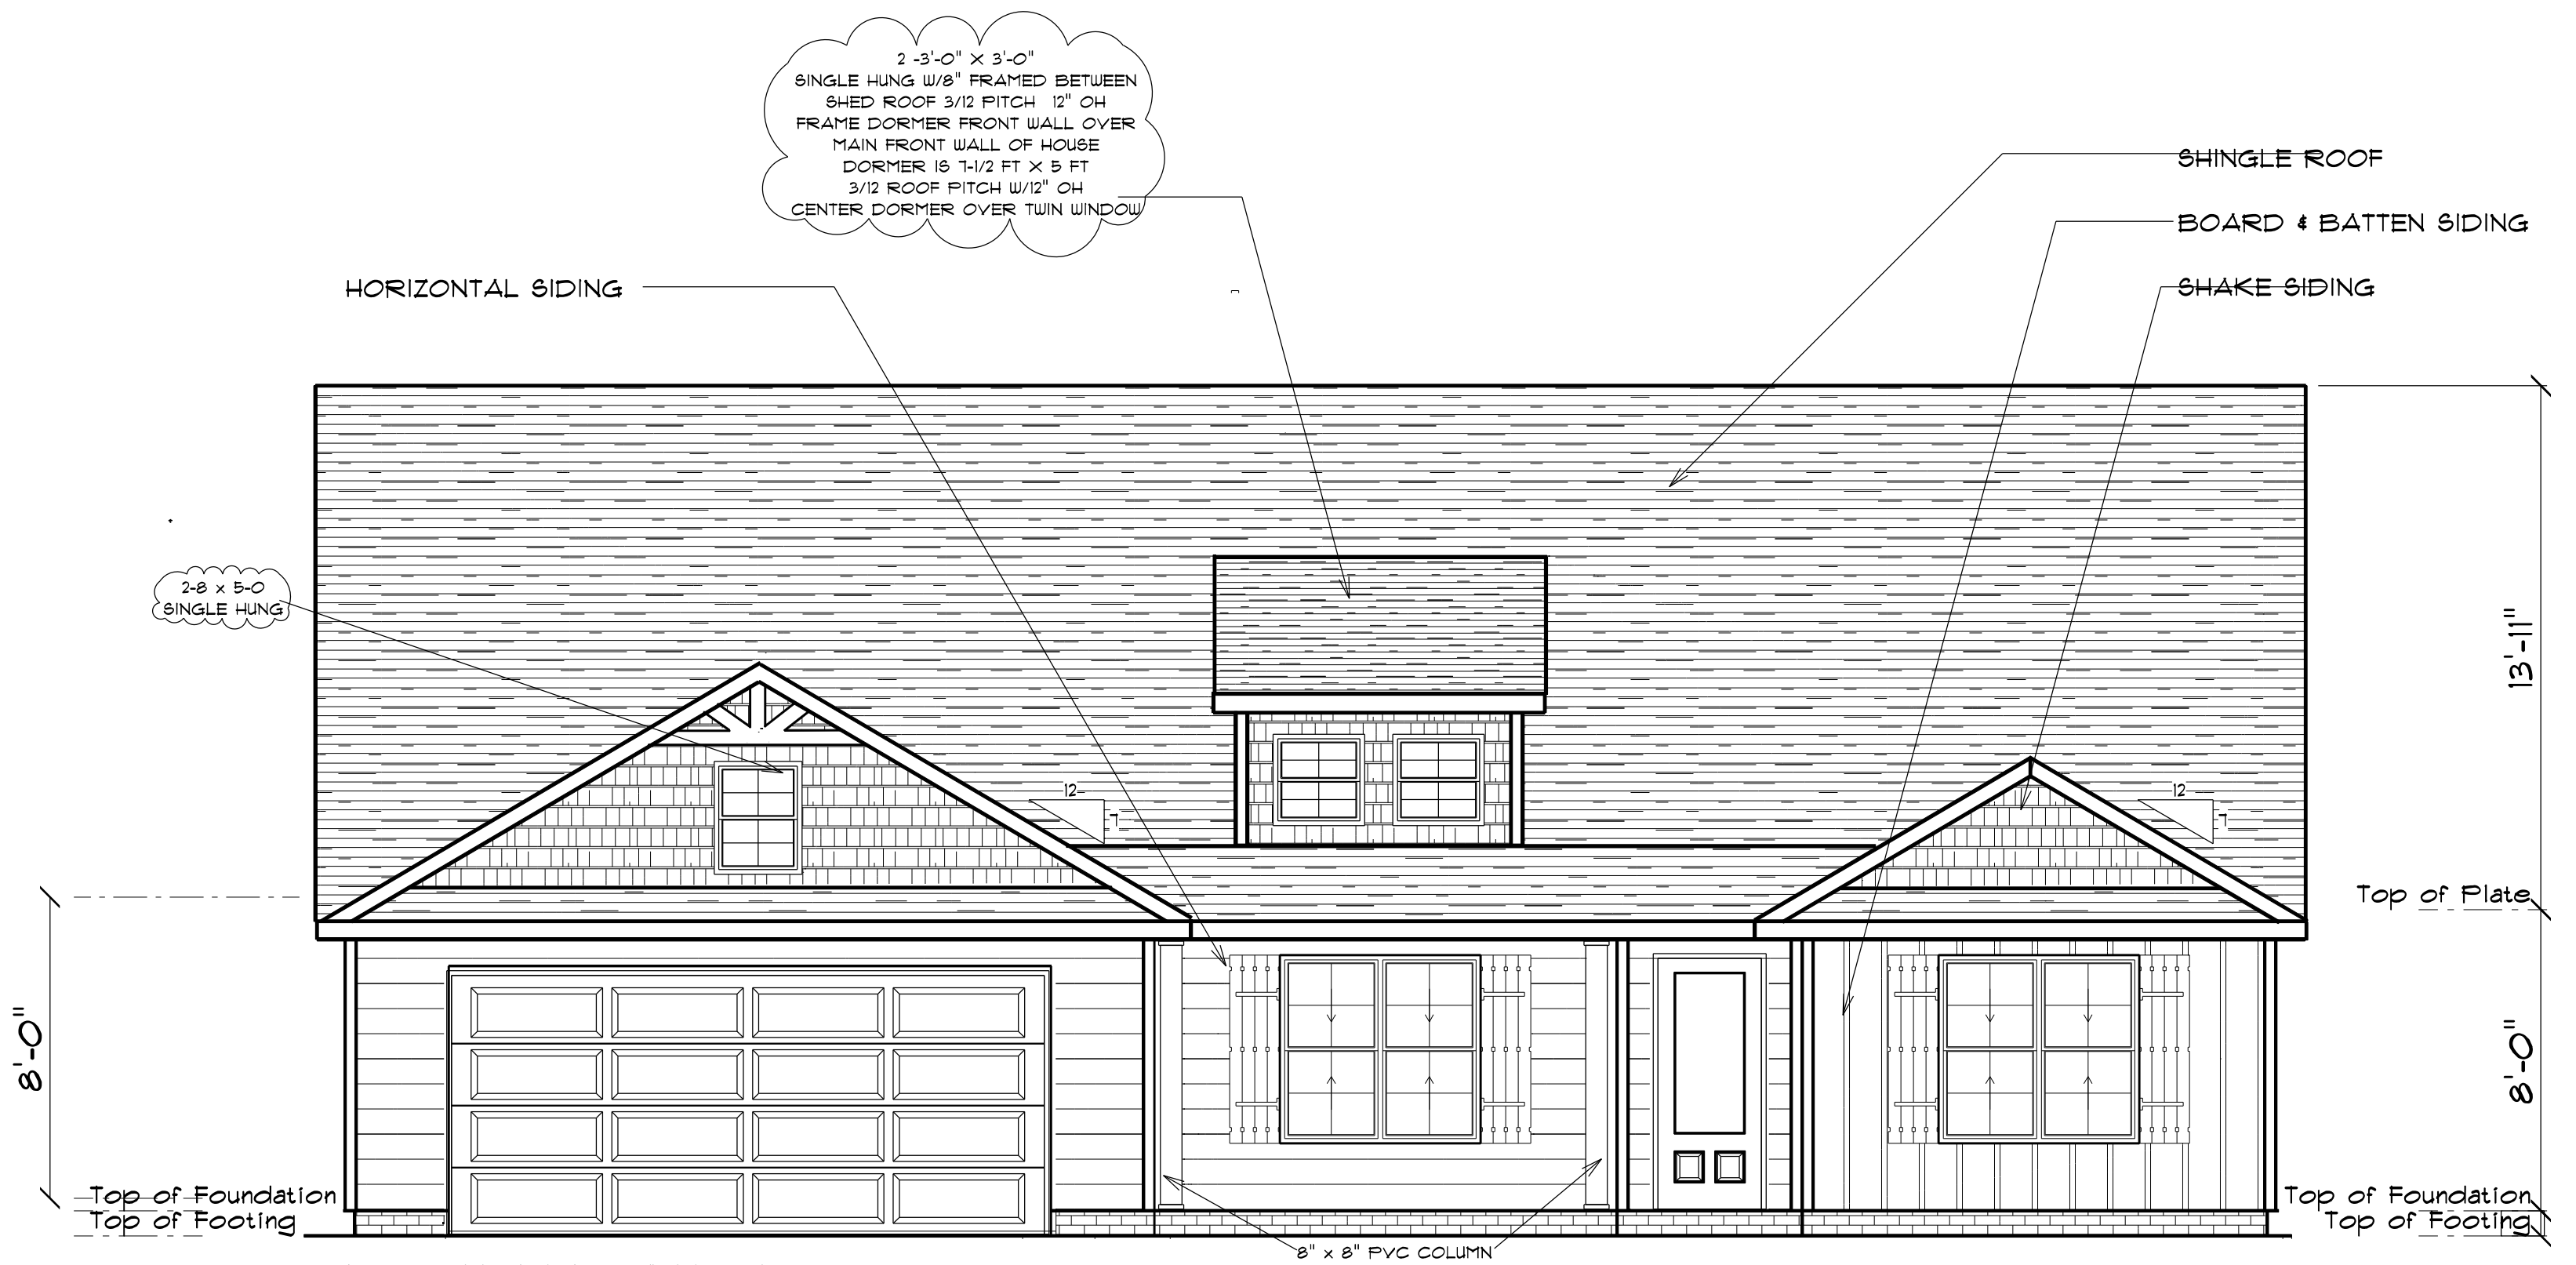 2 -3'-0" X 3'-0"
SINGLE HUNG W/8" FRAMED BETWEEN
SHED ROOF 3/12 PITCH 12" OH
FRAME DORMER FRONT WALL OVER
MAIN FRONT WALL OF HOUSE
DORMER IS 7-1/2 FT X 5 FT
3/12 ROOF PITCH W/12" OH
CENTER DORMER OVER TWIN WINDOW
SHINGLE ROOF
BOARD & BATTEN SIDING
SHAKE SIDING
HORIZONTAL SIDING
2-8 x 5-0
SINGLE HUNG
13'-11"
12
7
12
7
Top of Plate
8'-0"
8'-0"
Top of Foundation
Top of Footing
Top of Foundation
Top of Footing
8" x 8" PVC COLUMN